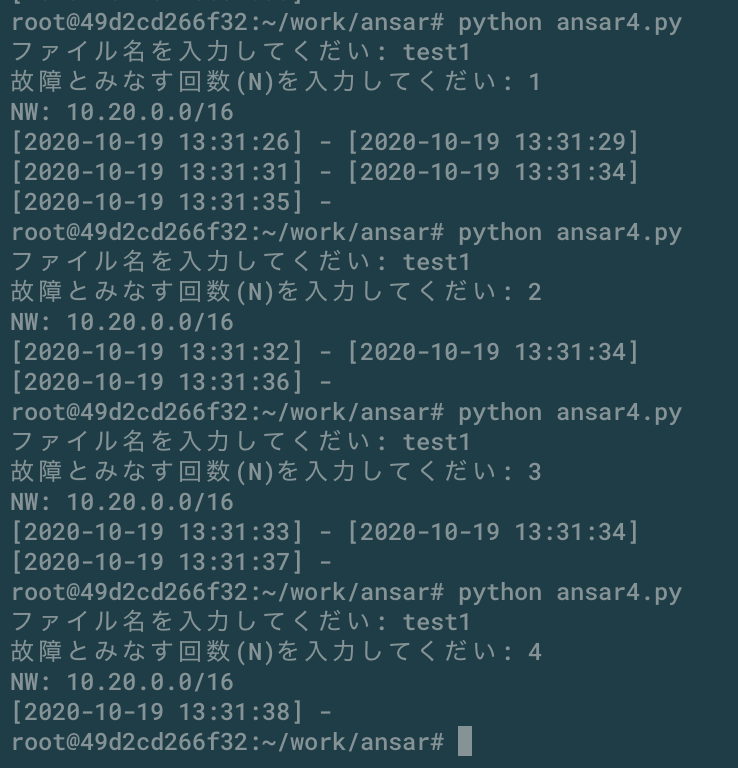 root@49d2cd266f32:~/work/ansar# python ansar4.py
ファイル名を入力してくだい: test1
故障とみなす回数(N)を入力してくだい: 1
NW: 10.20.0.0/16
[2020-10-19 13:31:26] - [2020-10-19 13:31:29]
[2020-10-19 13:31:31] - [2020-10-19 13:31:34]
[2020-10-19 13:31:35] -
root@49d2cd266f32:~/work/ansar# python ansar4.py
ファイル名を入力してくだい: test1
故障とみなす回数(N)を入力してくだい: 2
NW: 10.20.0.0/16
[2020-10-19 13:31:32] - [2020-10-19 13:31:34]
[2020-10-19 13:31:36] -
root@49d2cd266f32:~/work/ansar# python ansar4.py
ファイル名を入力してくだい: test1
故障とみなす回数(N)を入力してくだい: 3
NW: 10.20.0.0/16
[2020-10-19 13:31:33] - [2020-10-19 13:31:34]
[2020-10-19 13:31:37] -
root@49d2cd266f32:~/work/ansar# python ansar4.py
ファイル名を入力してくだい: test1
故障とみなす回数(N)を入力してくだい: 4
NW: 10.20.0.0/16
[2020-10-19 13:31:38] -
root@49d2cd266f32:~/work/ansar#